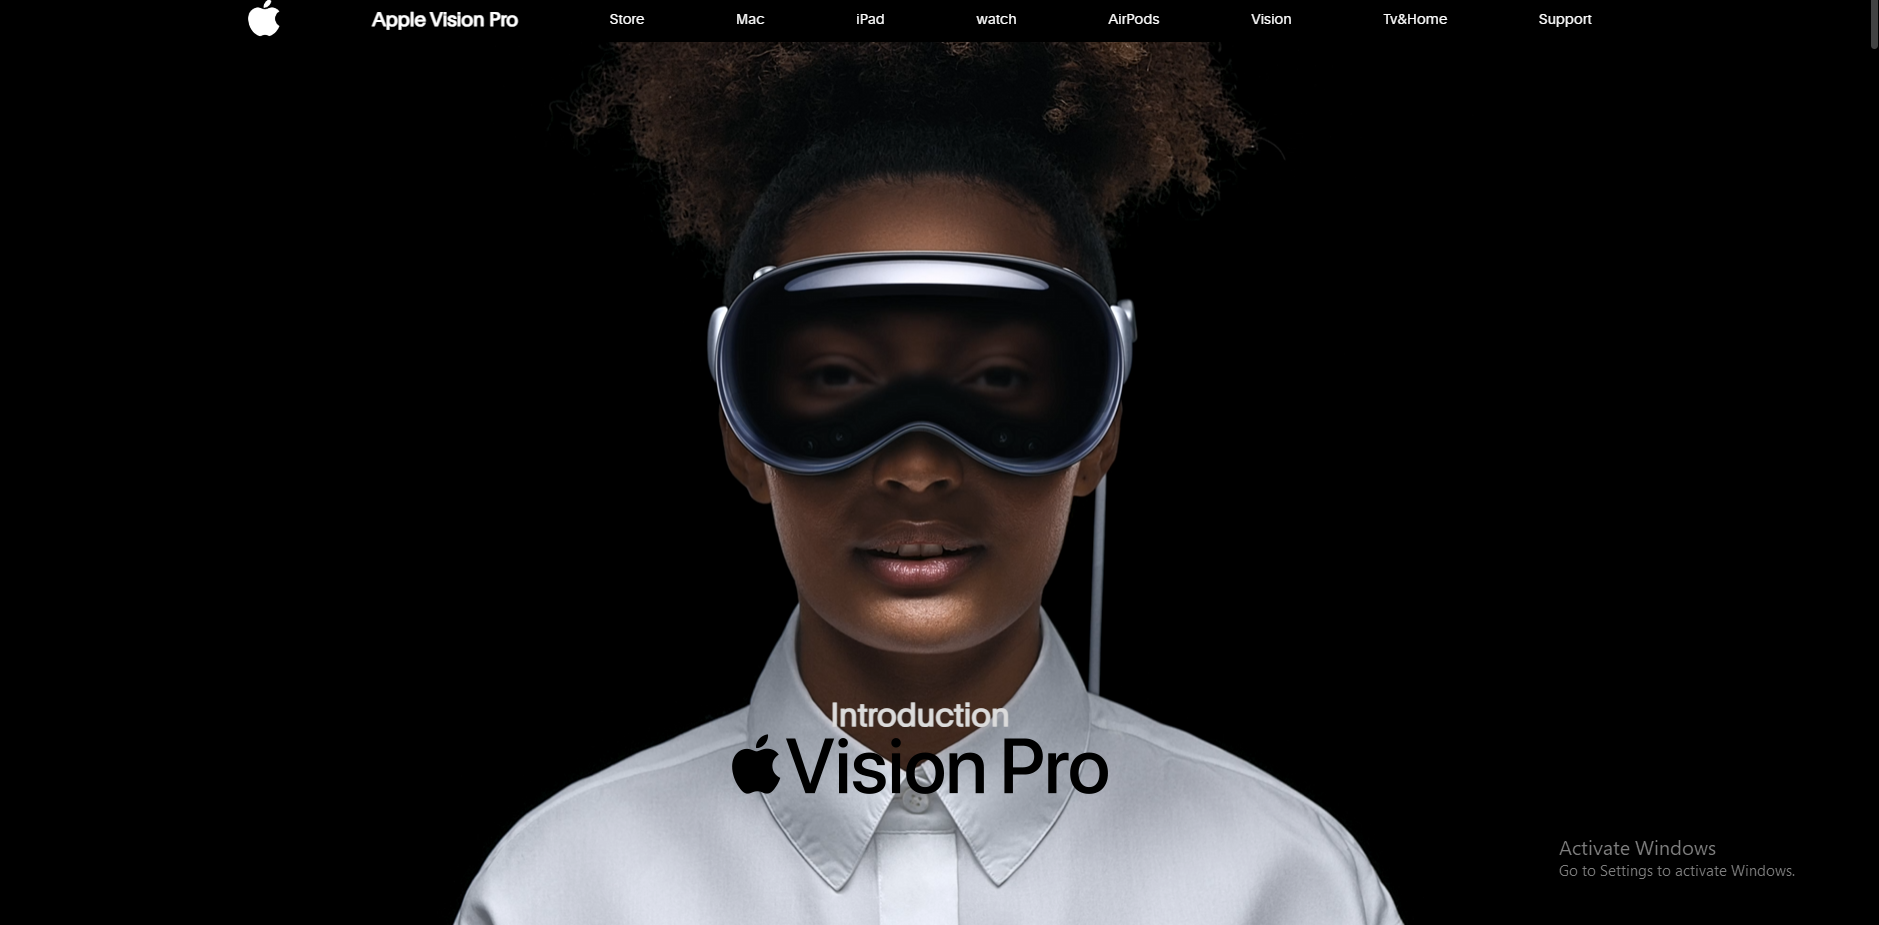 Apple Vision Pro Store Mac iPad watch AirPods Vision Tv&Home Support
Introduction
Vision Pro
Activate Windows
Go to Settings to activate Windows.